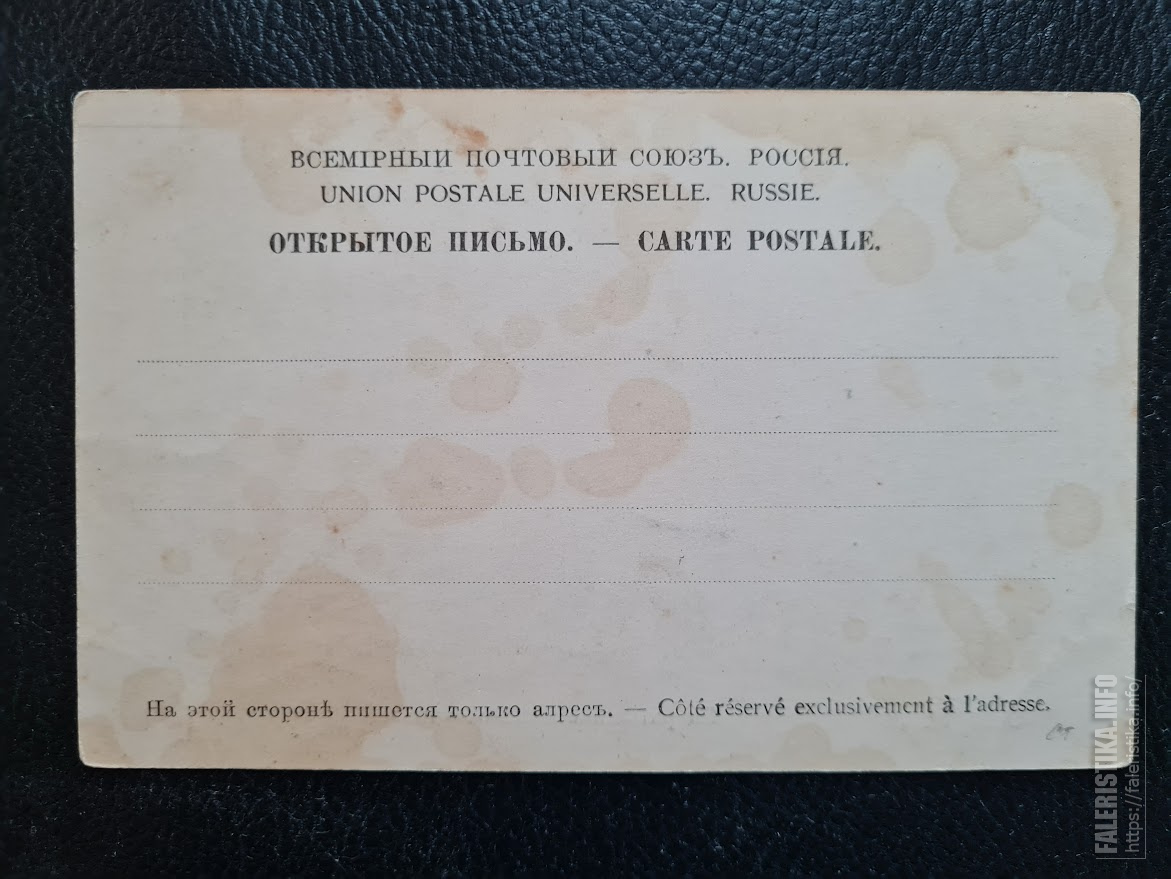 ВСЕМІРНЫЙ ПОЧТОВЫЙ СОЮЗЪ. РОССІЯ.
UNION POSTALE UNIVERSELLE. RUSSIE.
ОТКРЫТОЕ ПИСЬМО. — CARTE POSTALE.
На этой сторонѣ пишется только адресъ. — Côté réservé exclusivement à l'adresse.
FALERISTIKA.INFO
https://faleristika.info/